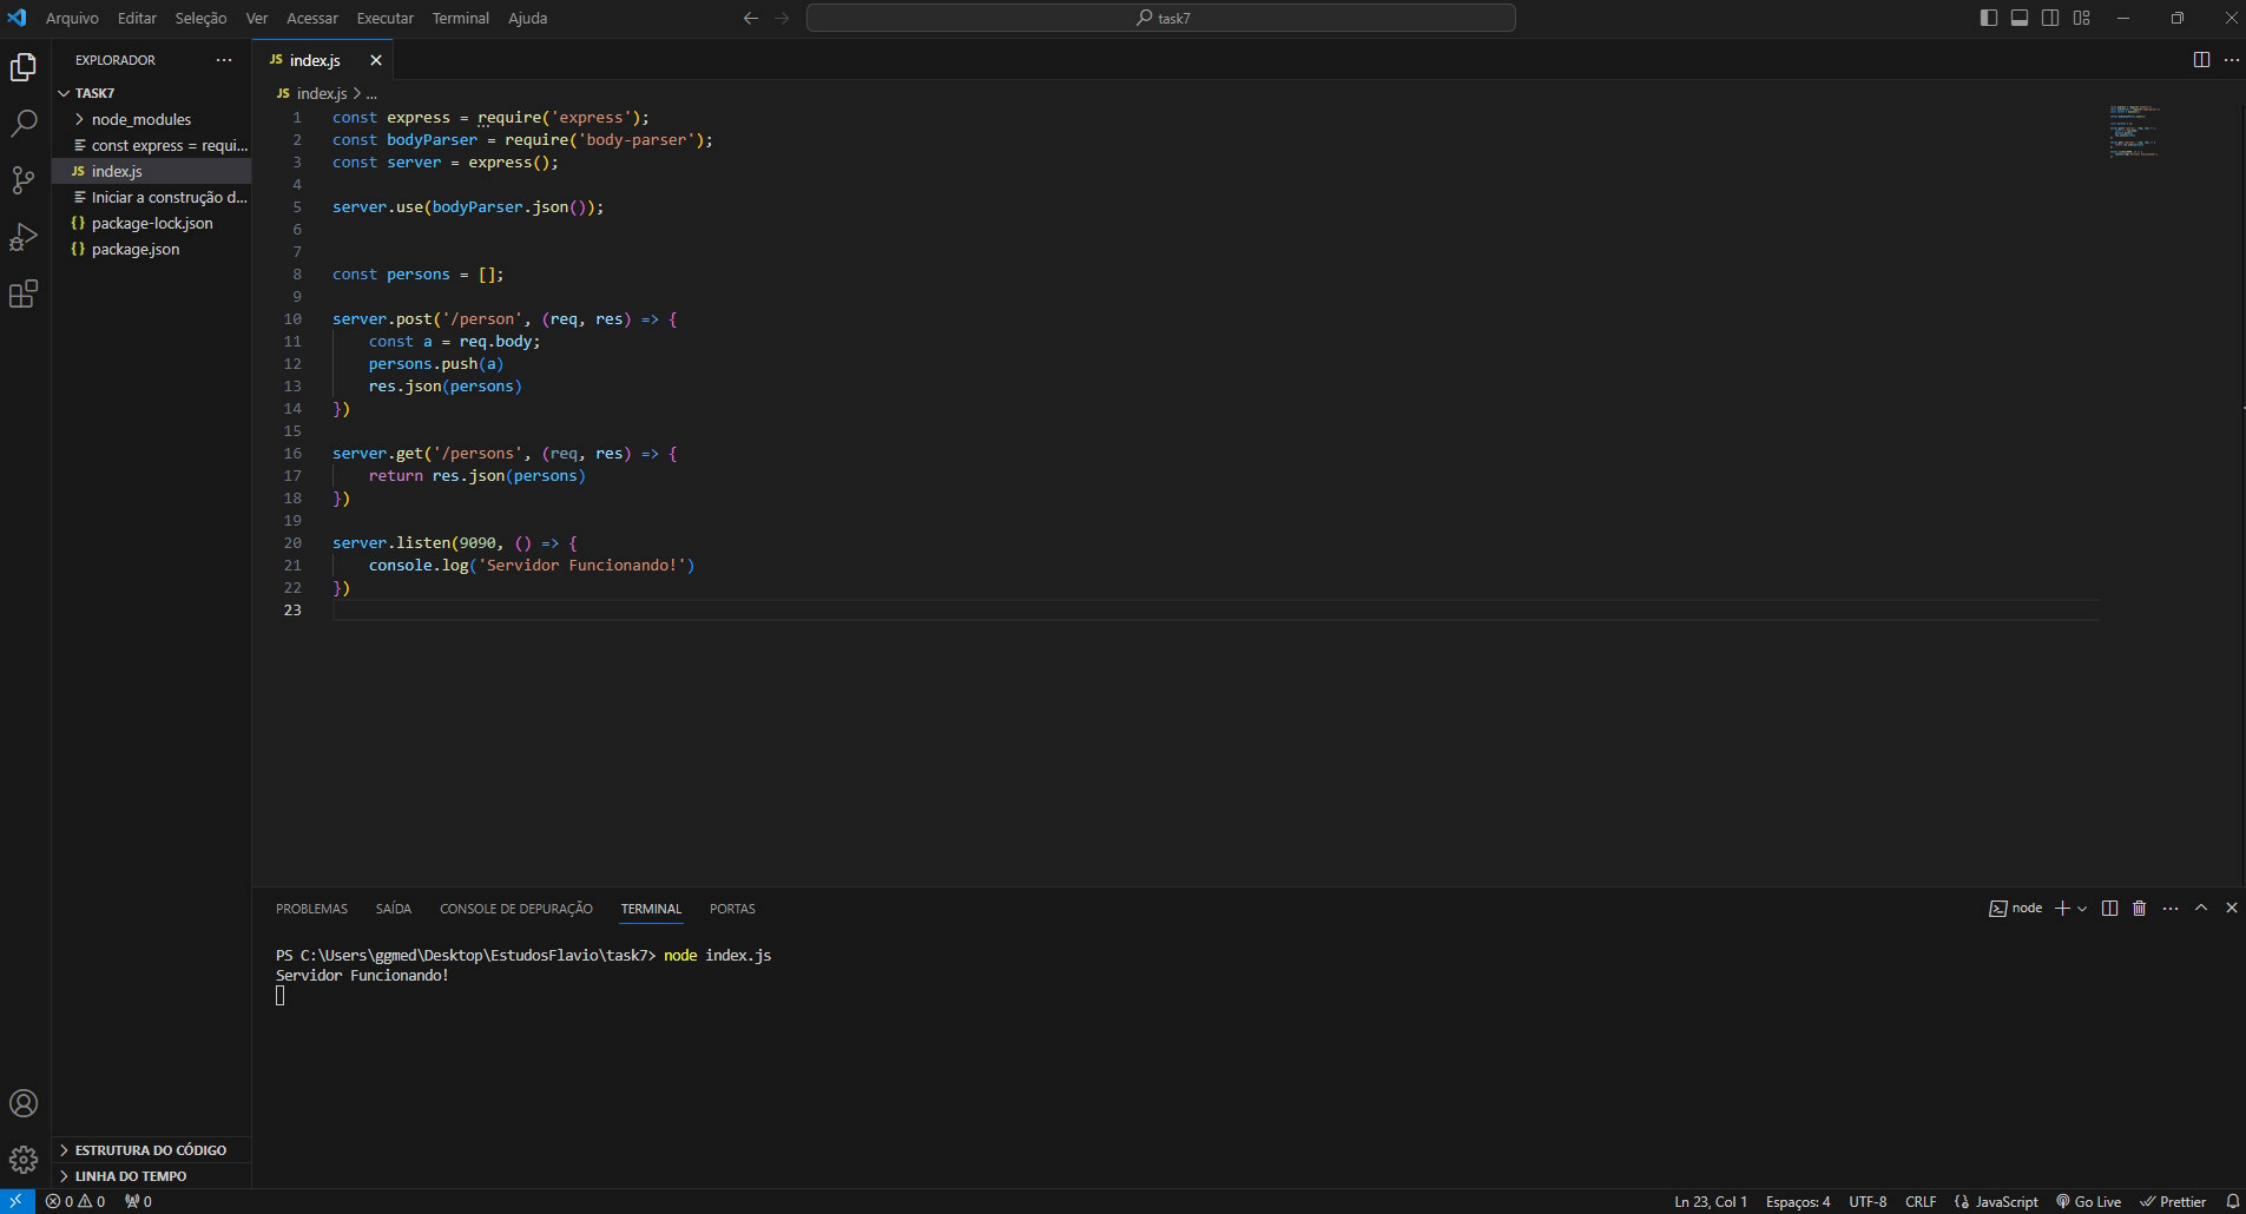 Arquivo Editar Seleção Ver Acessar Executar Terminal Ajuda
task7
EXPLORADOR
TASK7
node_modules
const express = requi...
JS index.js
Iniciar a construção d...
{} package-lock.json
{} package.json
ESTRUTURA DO CÓDIGO
LINHA DO TEMPO
JS index.js
JS index.js > ...
1 const express = require('express');
2 const bodyParser = require('body-parser');
3 const server = express();
4
5 server.use(bodyParser.json());
6
7
8 const persons = [];
9
10 server.post('/person', (req, res) => {
11     const a = req.body;
12     persons.push(a)
13     res.json(persons)
14 })
15
16 server.get('/persons', (req, res) => {
17     return res.json(persons)
18 })
19
20 server.listen(9090, () => {
21     console.log('Servidor Funcionando!')
22 })
23
PROBLEMAS SAÍDA CONSOLE DE DEPURAÇÃO TERMINAL PORTAS
node
PS C:\Users\ggmed\Desktop\EstudosFlavio\task7> node index.js
Servidor Funcionando!
0 0 0
Ln 23, Col 1 Espaços: 4 UTF-8 CRLF JavaScript Go Live Prettier